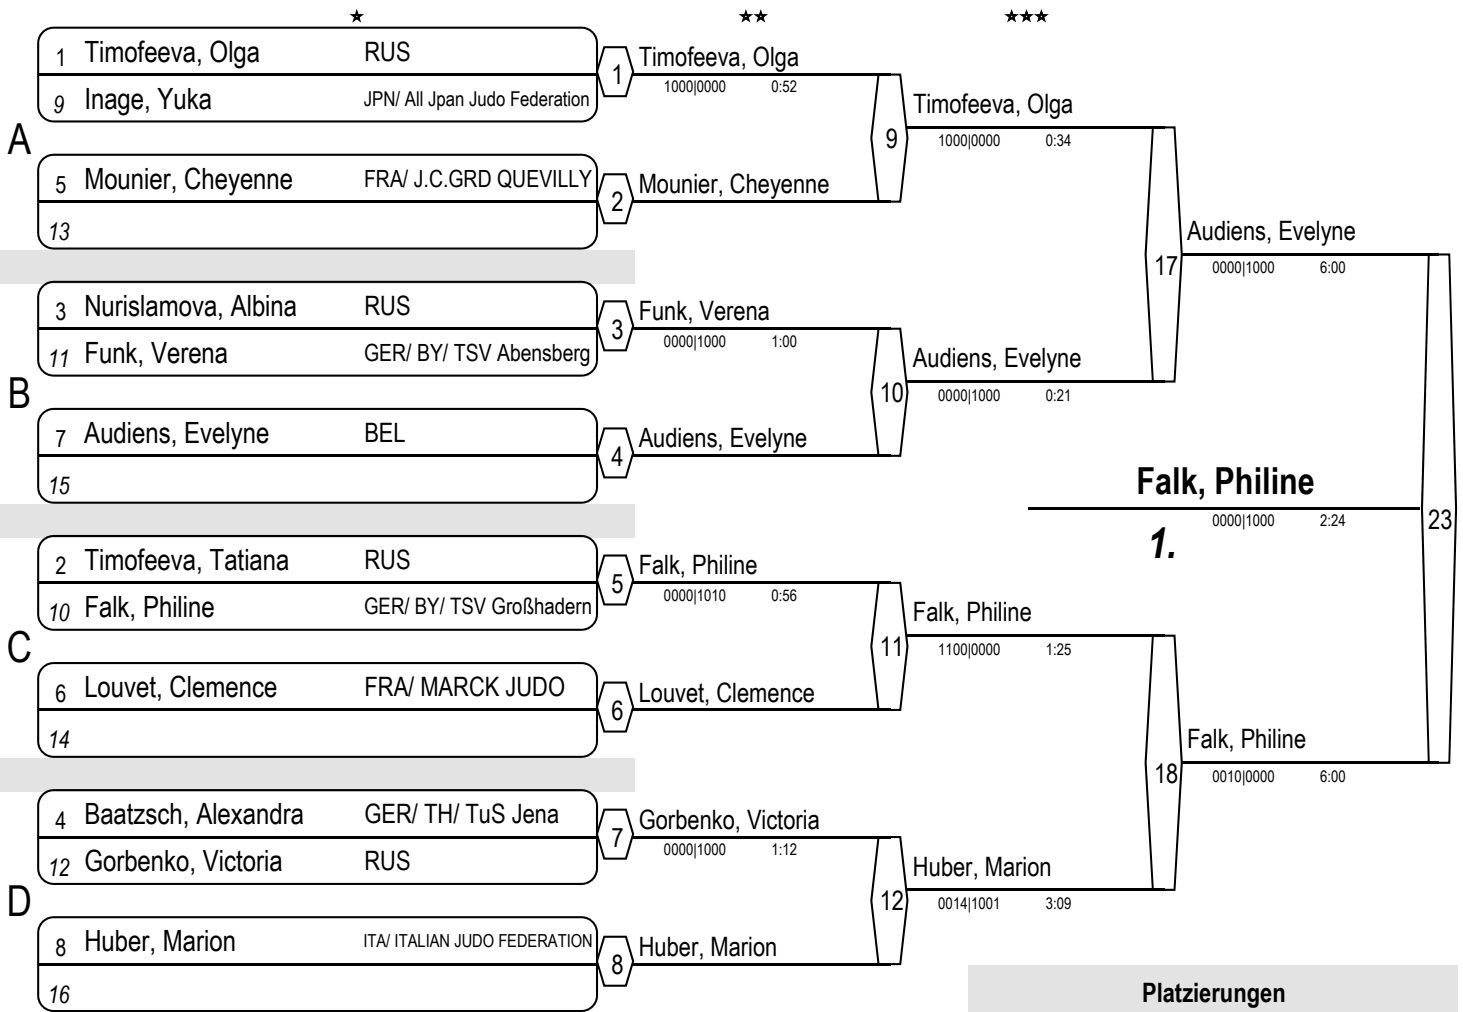 ★ ★★ ★★★
1 Timofeeva, Olga RUS
9 Inage, Yuka JPN/ All Jpan Judo Federation
A
5 Mounier, Cheyenne FRA/ J.C.GRD QUEVILLY
13
3 Nurislamova, Albina RUS
11 Funk, Verena GER/ BY/ TSV Abensberg
B
7 Audiens, Evelyne BEL
15
2 Timofeeva, Tatiana RUS
10 Falk, Philine GER/ BY/ TSV Großhadern
C
6 Louvet, Clemence FRA/ MARCK JUDO
14
4 Baatzsch, Alexandra GER/ TH/ TuS Jena
12 Gorbenko, Victoria RUS
D
8 Huber, Marion ITA/ ITALIAN JUDO FEDERATION
16
1 Timofeeva, Olga
1000|0000 0:52
2 Mounier, Cheyenne
3 Funk, Verena
0000|1000 1:00
4 Audiens, Evelyne
5 Falk, Philine
0000|1010 0:56
6 Louvet, Clemence
7 Gorbenko, Victoria
0000|1000 1:12
8 Huber, Marion
9 Timofeeva, Olga
1000|0000 0:34
10 Audiens, Evelyne
0000|1000 0:21
11 Falk, Philine
1100|0000 1:25
12 Huber, Marion
0014|1001 3:09
17 Audiens, Evelyne
0000|1000 6:00
18 Falk, Philine
0010|0000 6:00
23
Falk, Philine
0000|1000 2:24
1.
Platzierungen